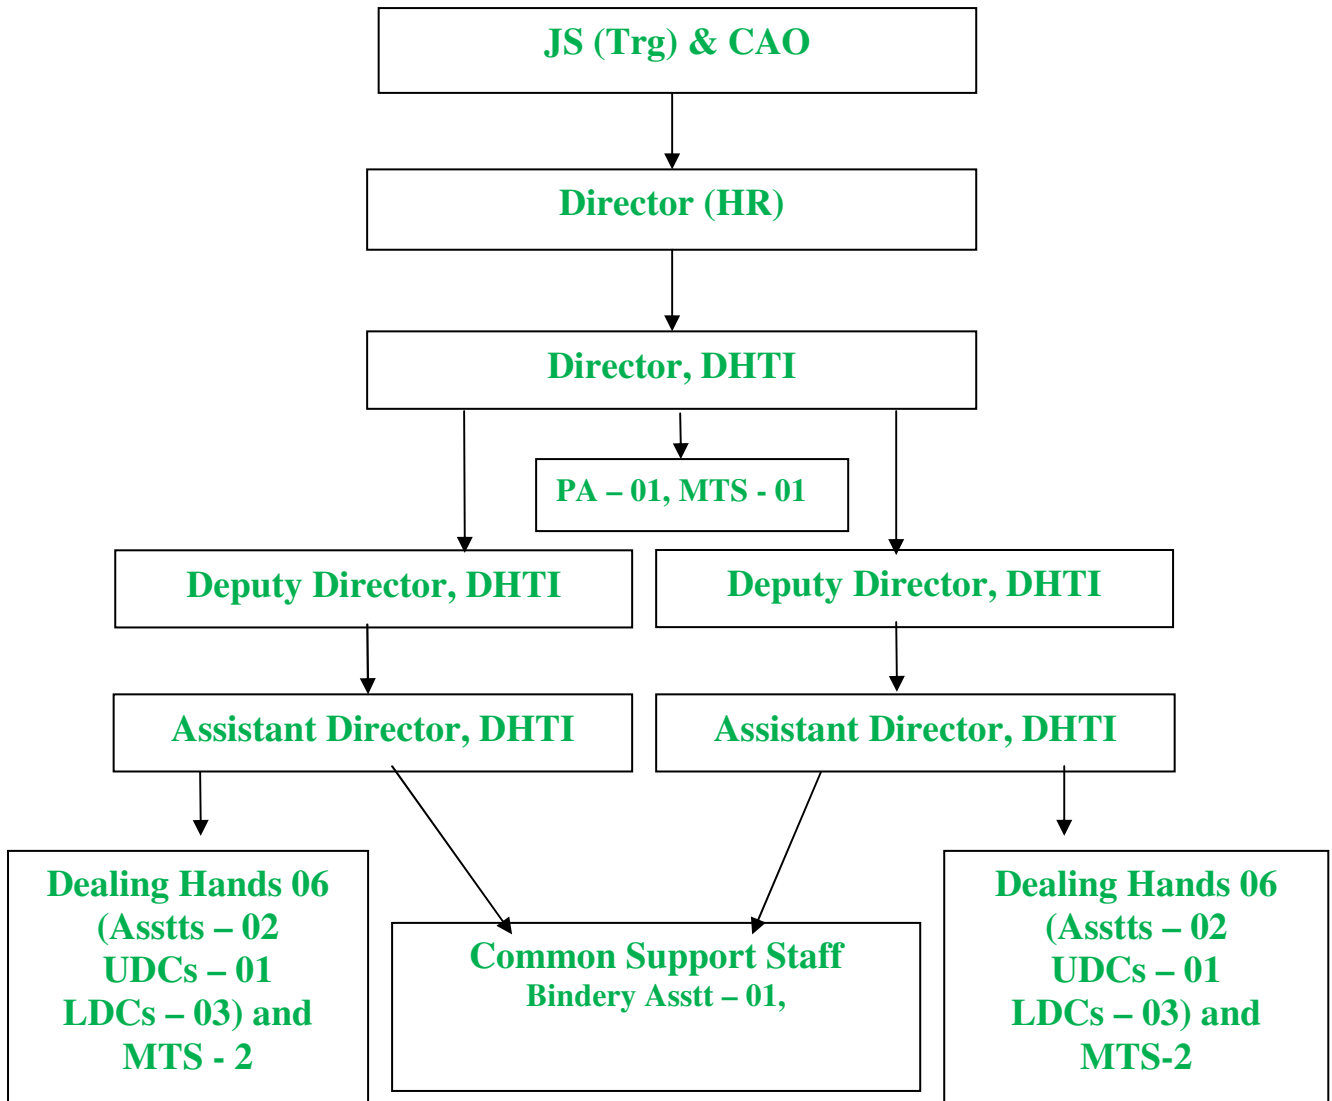 JS (Trg) & CAO
Director (HR)
Director, DHTI
PA – 01, MTS - 01
Deputy Director, DHTI
Deputy Director, DHTI
Assistant Director, DHTI
Assistant Director, DHTI
Dealing Hands 06
(Asstts – 02
UDCs – 01
LDCs – 03) and
MTS - 2
Common Support Staff
Bindery Asstt – 01,
Dealing Hands 06
(Asstts – 02
UDCs – 01
LDCs – 03) and
MTS-2